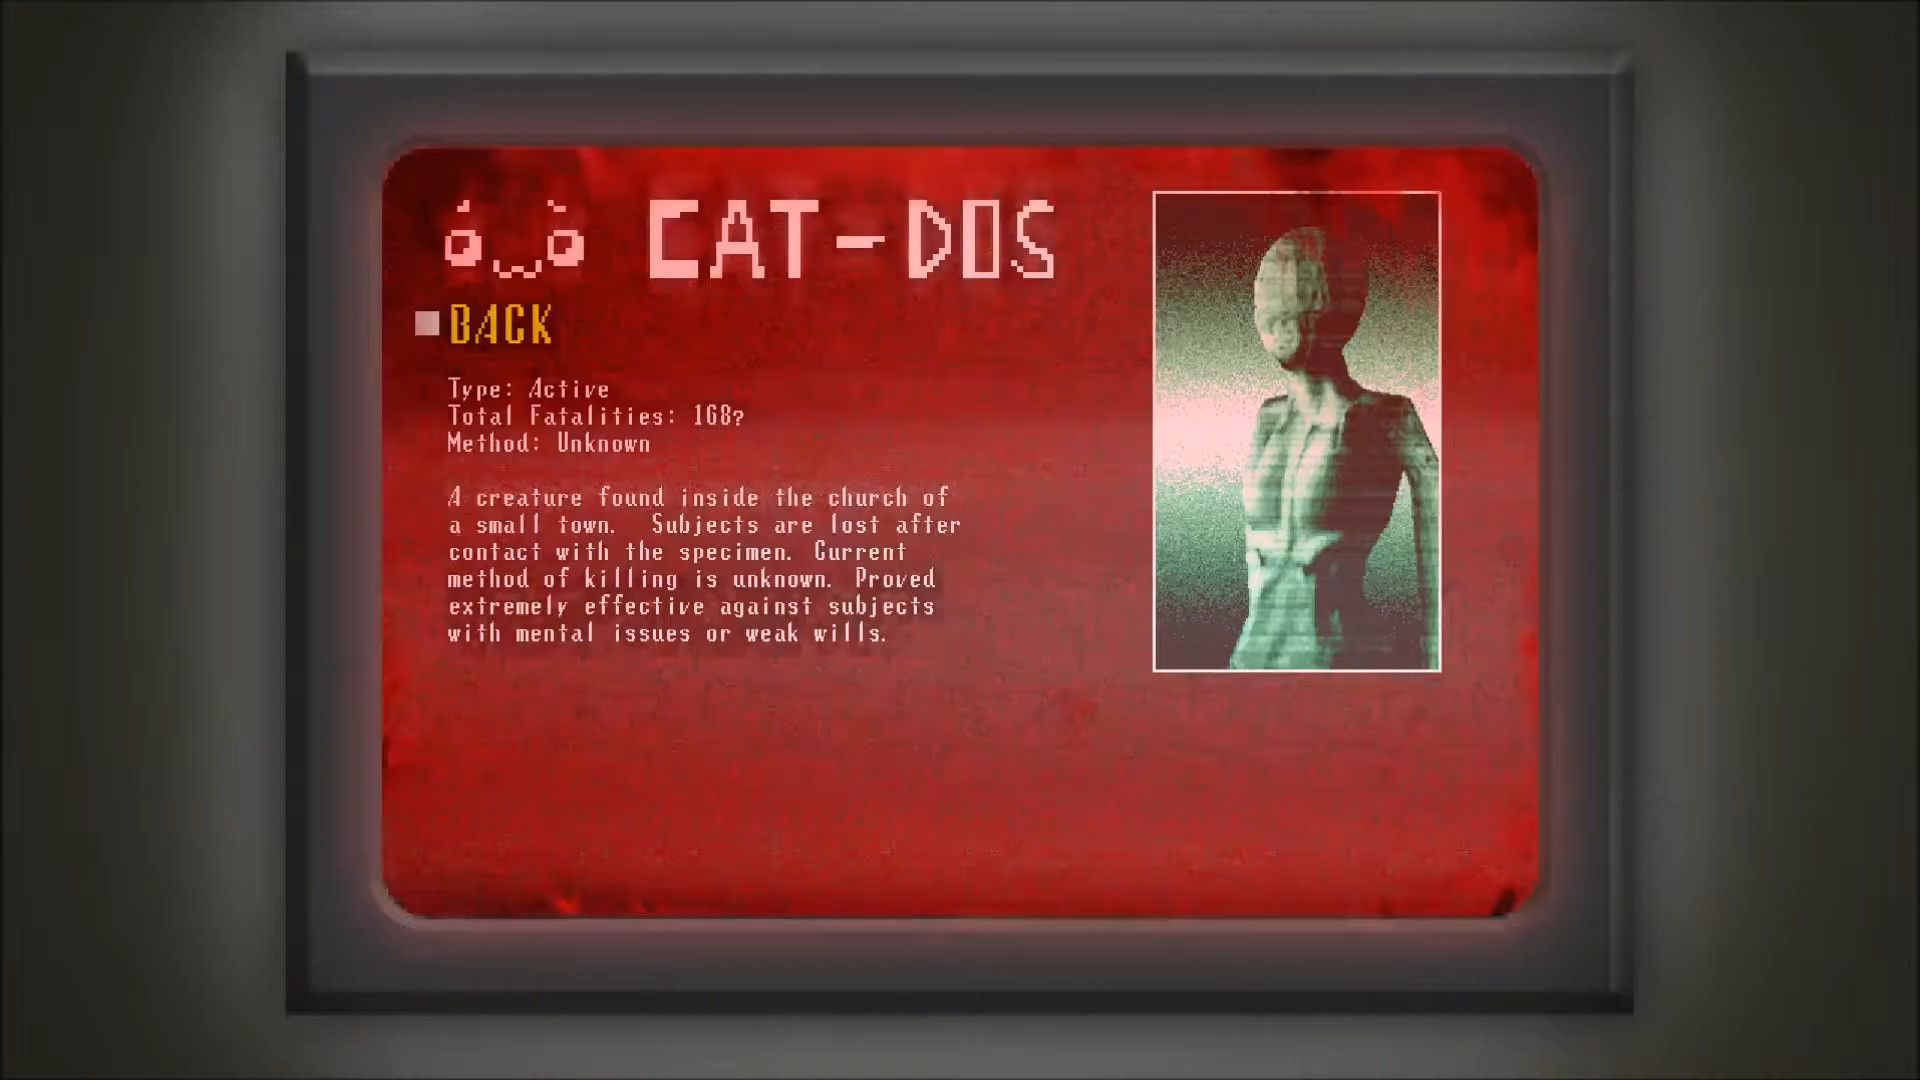 CAT-DOS
BACK
Type: Active
Total Fatalities: 168?
Method: Unknown
A creature found inside the church of
a small town. Subjects are lost after
contact with the specimen. Current
method of killing is unknown. Proved
extremely effective against subjects
with mental issues or weak wills.